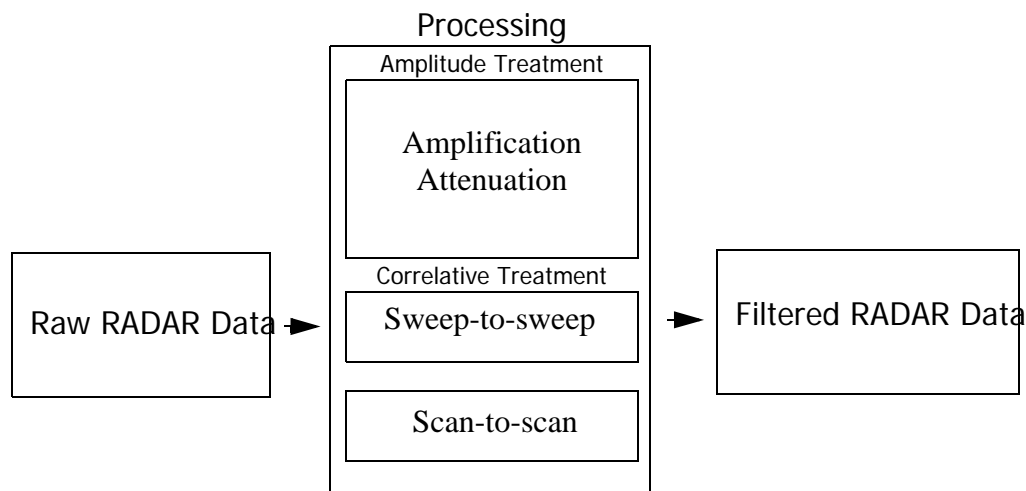 Processing
Amplitude Treatment
Amplification
Attenuation
Correlative Treatment
Raw RADAR Data
Sweep-to-sweep
Filtered RADAR Data
Scan-to-scan